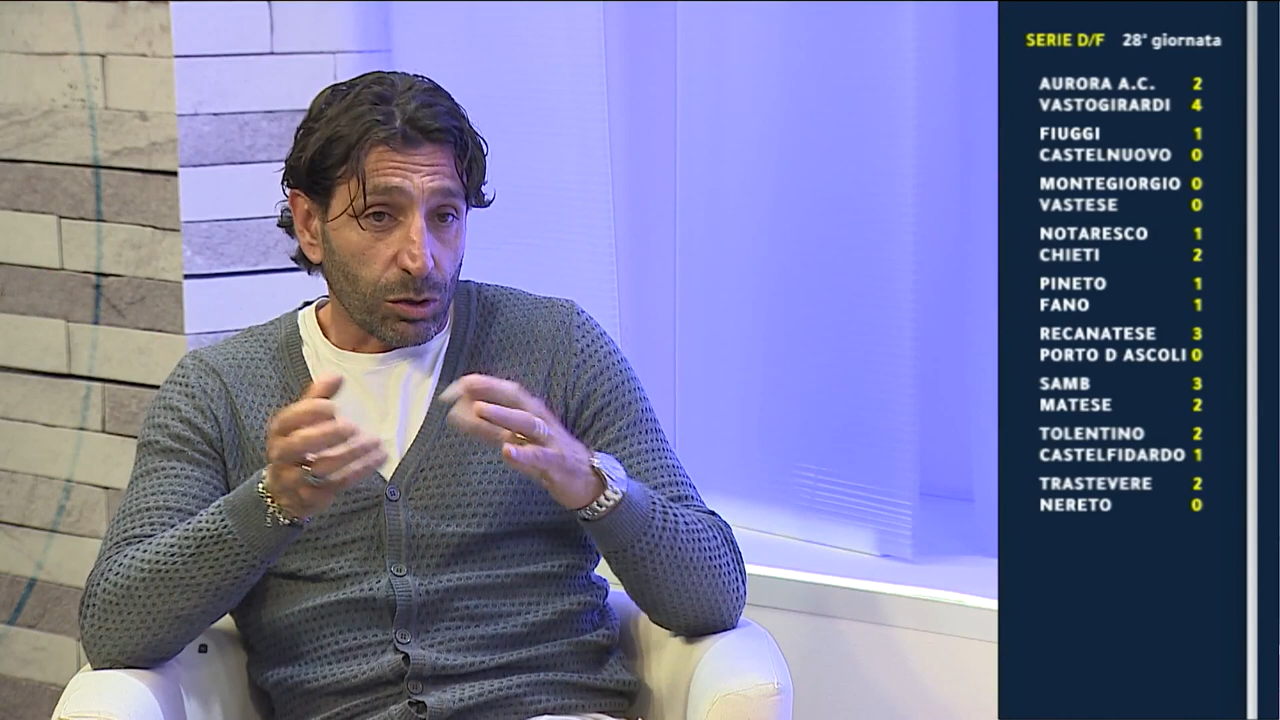 SERIE D/F 28ª giornata
AURORA A.C. 2
VASTOGIRARDI 4
FIUGGI 1
CASTELNUOVO 0
MONTEGIORGIO 0
VASTESE 0
NOTARESCO 1
CHIETI 2
PINETO 1
FANO 1
RECANATESE 3
PORTO D ASCOLI 0
SAMB 3
MATESE 2
TOLENTINO 2
CASTELFIDARDO 1
TRASTEVERE 2
NERETO 0